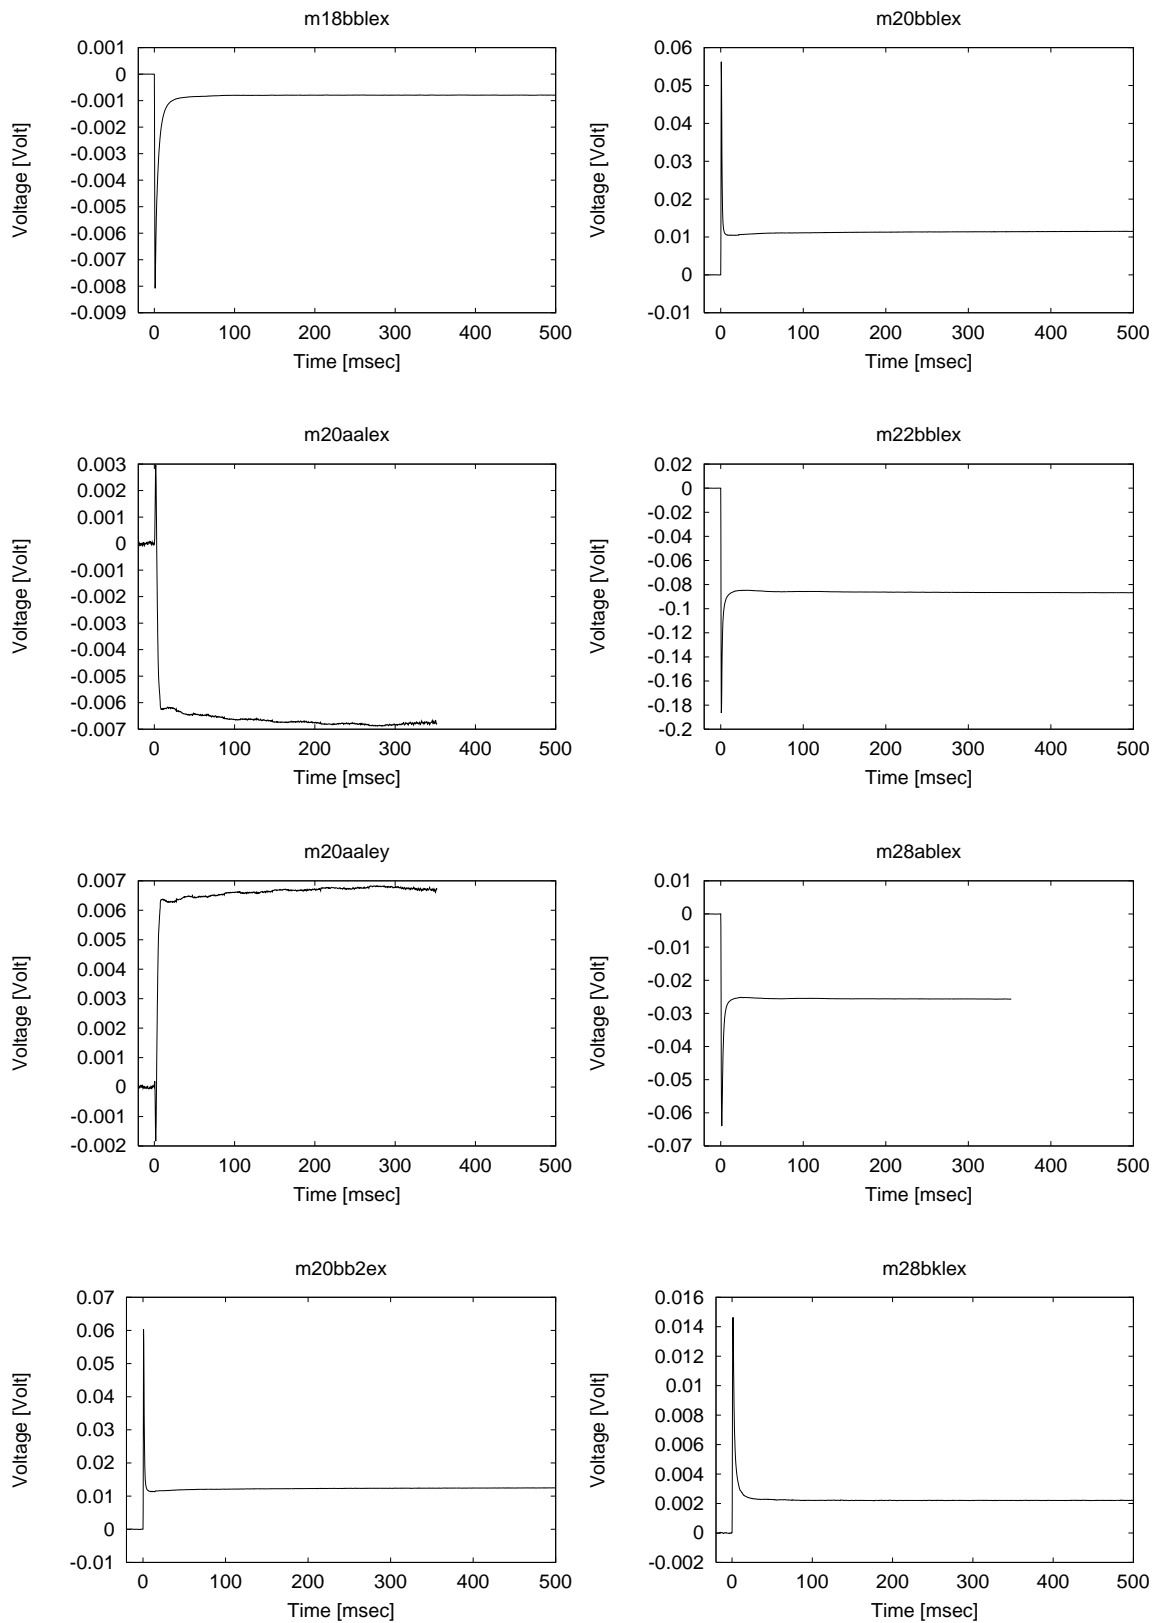 m18bblex
0.001
0
-0.001
-0.002
-0.003
-0.004
-0.005
-0.006
-0.007
-0.008
-0.009
Voltage [Volt]
0 100 200 300 400 500
Time [msec]
m20bblex
0.06
0.05
0.04
0.03
0.02
0.01
0
-0.01
Voltage [Volt]
0 100 200 300 400 500
Time [msec]
m20aalex
0.003
0.002
0.001
0
-0.001
-0.002
-0.003
-0.004
-0.005
-0.006
-0.007
Voltage [Volt]
0 100 200 300 400 500
Time [msec]
m22bblex
0.02
0
-0.02
-0.04
-0.06
-0.08
-0.1
-0.12
-0.14
-0.16
-0.18
-0.2
Voltage [Volt]
0 100 200 300 400 500
Time [msec]
m20aaley
0.007
0.006
0.005
0.004
0.003
0.002
0.001
0
-0.001
-0.002
Voltage [Volt]
0 100 200 300 400 500
Time [msec]
m28ablex
0.01
0
-0.01
-0.02
-0.03
-0.04
-0.05
-0.06
-0.07
Voltage [Volt]
0 100 200 300 400 500
Time [msec]
m20bb2ex
0.07
0.06
0.05
0.04
0.03
0.02
0.01
0
-0.01
Voltage [Volt]
0 100 200 300 400 500
Time [msec]
m28bklex
0.016
0.014
0.012
0.01
0.008
0.006
0.004
0.002
0
-0.002
Voltage [Volt]
0 100 200 300 400 500
Time [msec]